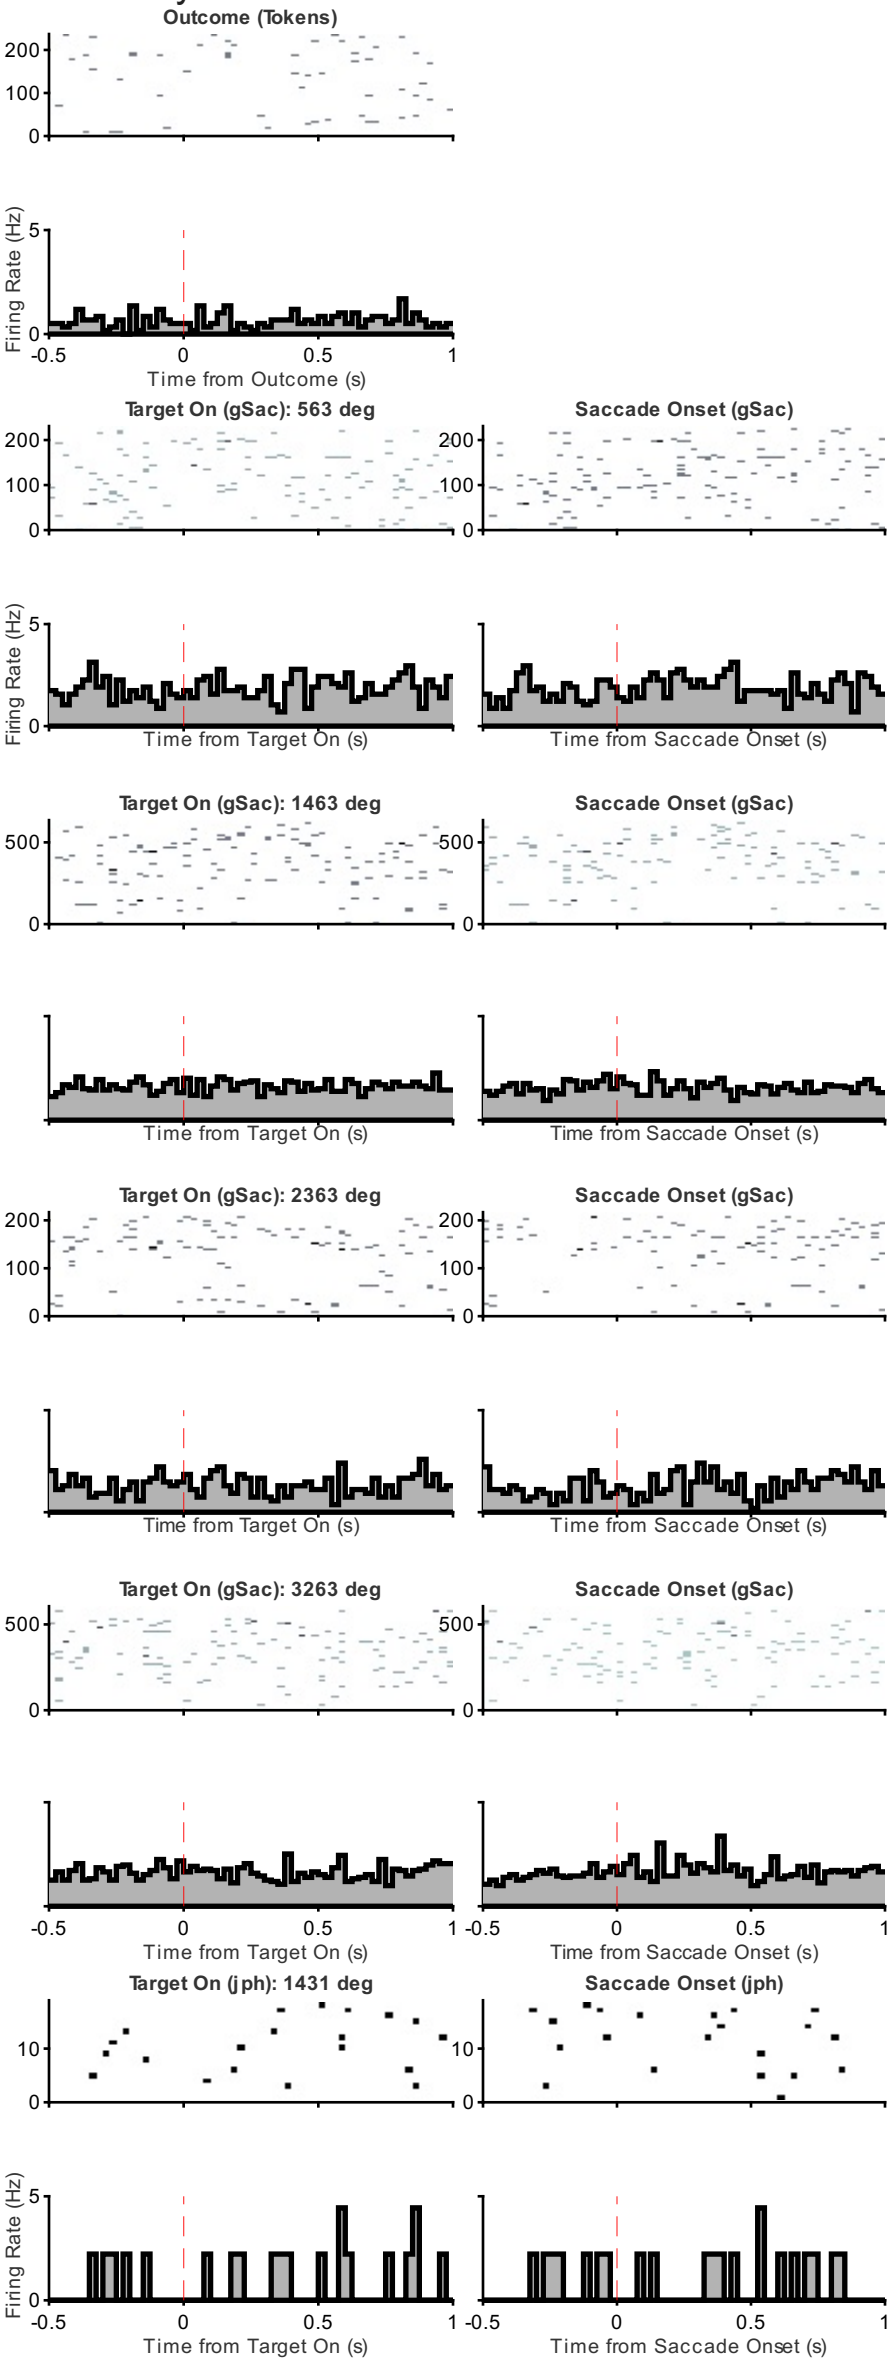 Outcome (Tokens)
200
100
0
Firing Rate (Hz)
5
0
-0.5 0 0.5 1
Time from Outcome (s)
Target On (gSac): 563 deg Saccade Onset (gSac)
200 200
100 100
0 0
Firing Rate (Hz)
5
0
Time from Target On (s) Time from Saccade Onset (s)
Target On (gSac): 1463 deg Saccade Onset (gSac)
500 500
0 0
Time from Target On (s) Time from Saccade Onset (s)
Target On (gSac): 2363 deg Saccade Onset (gSac)
200 200
100 100
0 0
Time from Target On (s) Time from Saccade Onset (s)
Target On (gSac): 3263 deg Saccade Onset (gSac)
500 500
0 0
-0.5 0 0.5 1 -0.5 0 0.5 1
Time from Target On (s) Time from Saccade Onset (s)
Target On (jph): 1431 deg Saccade Onset (jph)
10 10
0 0
Firing Rate (Hz)
5
0
-0.5 0 0.5 1 -0.5 0 0.5 1
Time from Target On (s) Time from Saccade Onset (s)